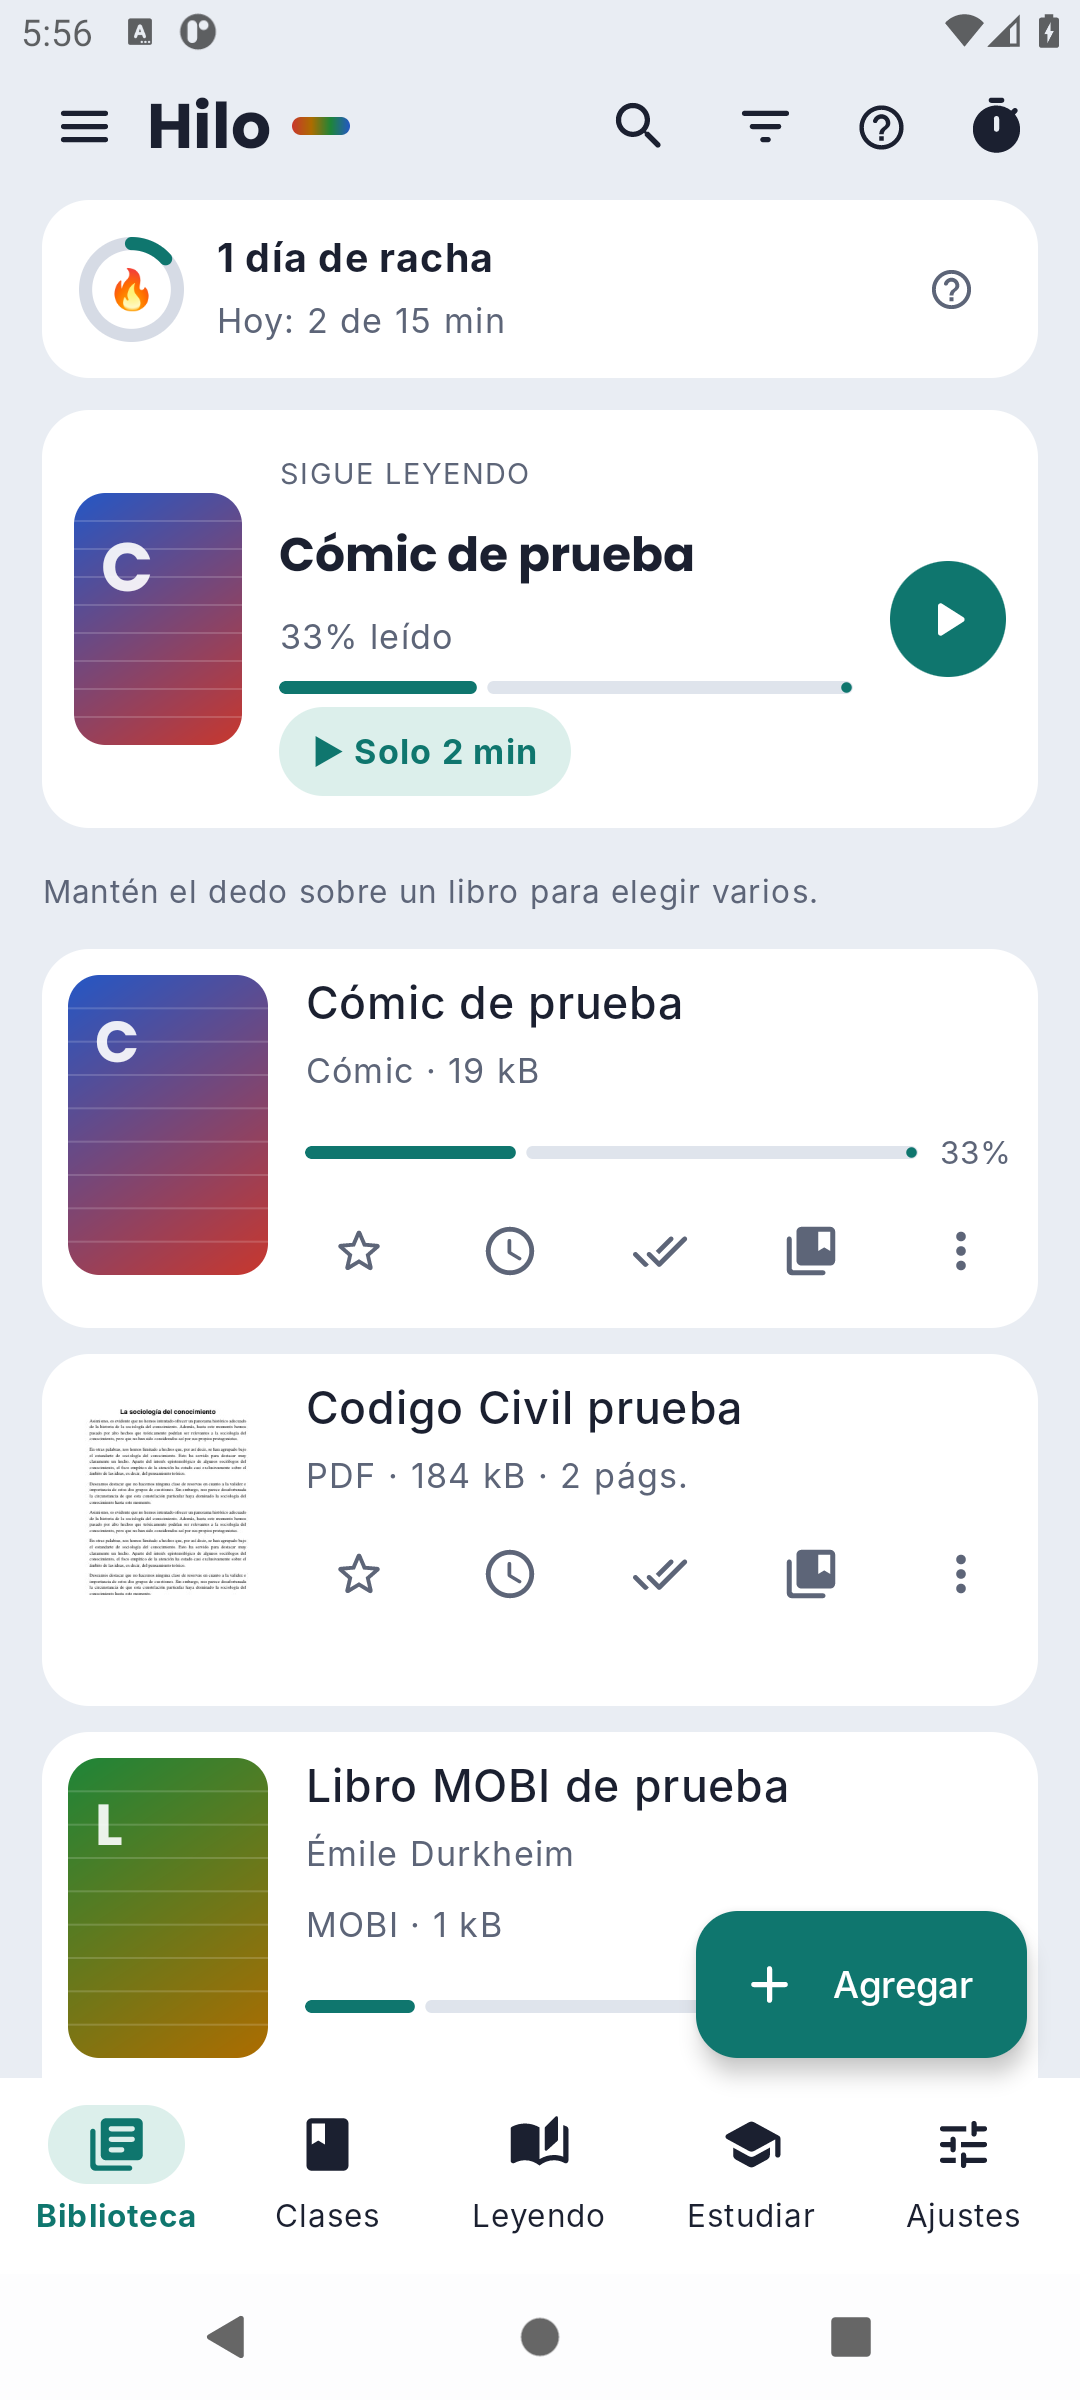 5:56
Hilo
1 día de racha
Hoy: 2 de 15 min
SIGUE LEYENDO
C
Cómic de prueba
33% leído
Solo 2 min
Mantén el dedo sobre un libro para elegir varios.
C
Cómic de prueba
Cómic · 19 kB
33%
La sociología del conocimiento
Codigo Civil prueba
PDF · 184 kB · 2 págs.
L
Libro MOBI de prueba
Émile Durkheim
MOBI · 1 kB
Agregar
Biblioteca
Clases
Leyendo
Estudiar
Ajustes